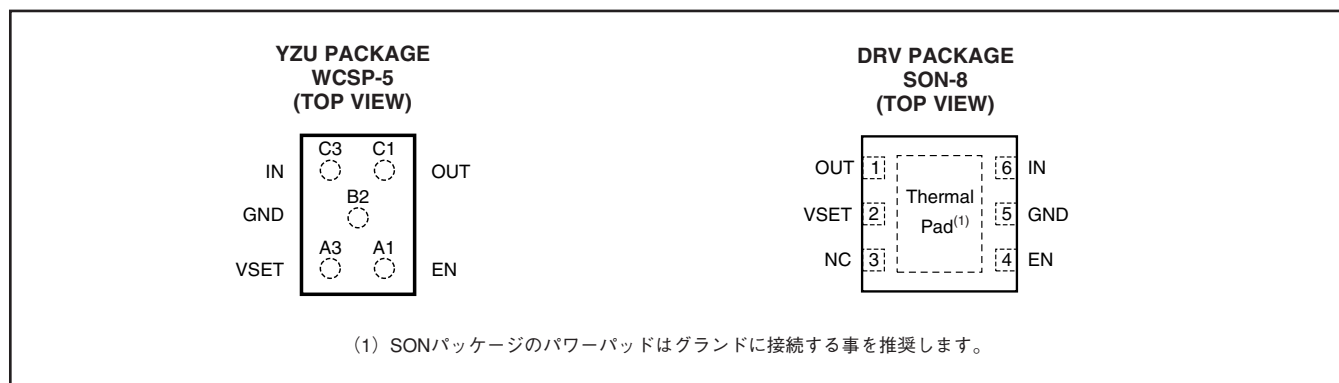 YZU PACKAGE
WCSP-5
(TOP VIEW)
C3 C1
IN OUT
B2
GND
A3 A1
VSET EN
DRV PACKAGE
SON-8
(TOP VIEW)
OUT 1 6 IN
Thermal
VSET 2 5 GND
Pad(1)
NC 3 4 EN
（1）SONパッケージのパワーパッドはグランドに接続する事を推奨します。